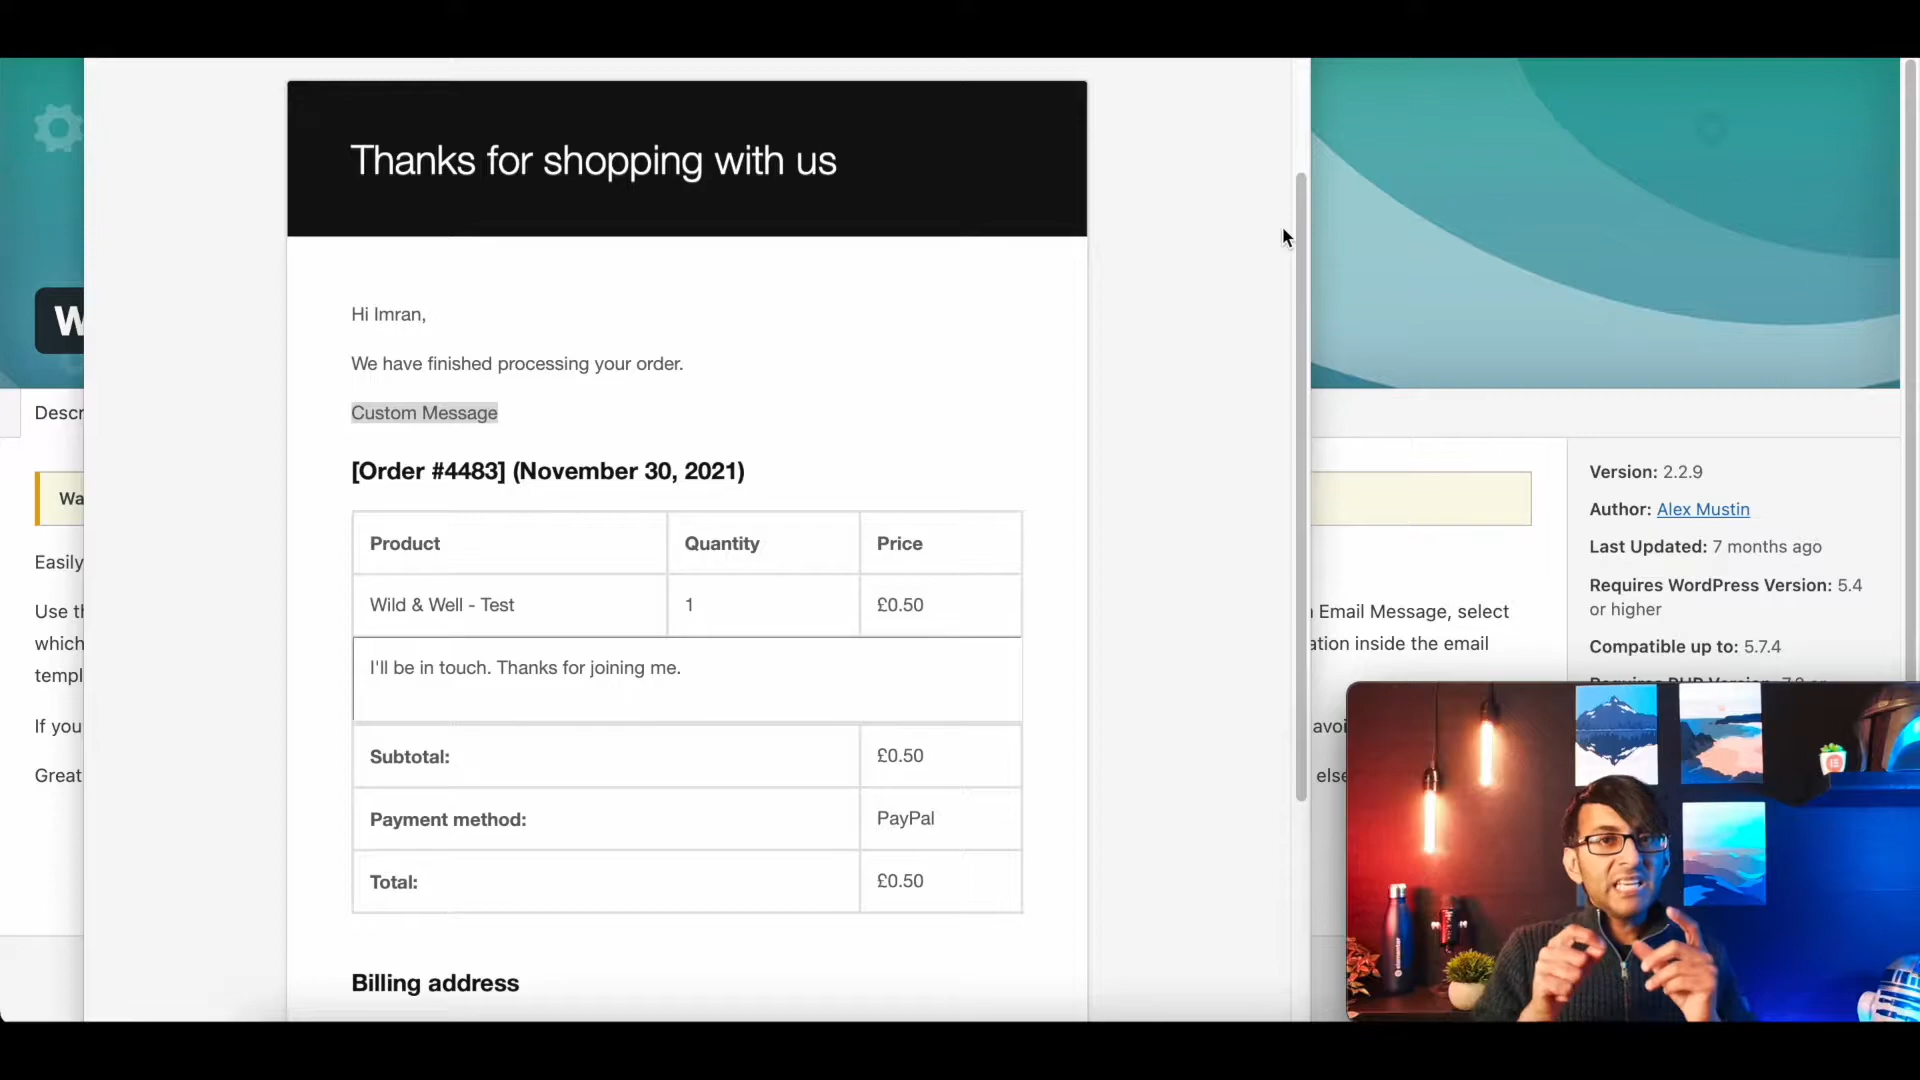 Thanks for shopping with us
Hi Imran,
We have finished processing your order.
Custom Message
[Order #4483] (November 30, 2021)
Product Quantity Price
Wild & Well - Test 1 £0.50
I'll be in touch. Thanks for joining me.
Subtotal: £0.50
Payment method: PayPal
Total: £0.50
Billing address
W
Descr
Wa
Easily
Use th
which
templ
If you
Great
Email Message, select
ation inside the email
avoi
else
Version: 2.2.9
Author: Alex Mustin
Last Updated: 7 months ago
Requires WordPress Version: 5.4
or higher
Compatible up to: 5.7.4